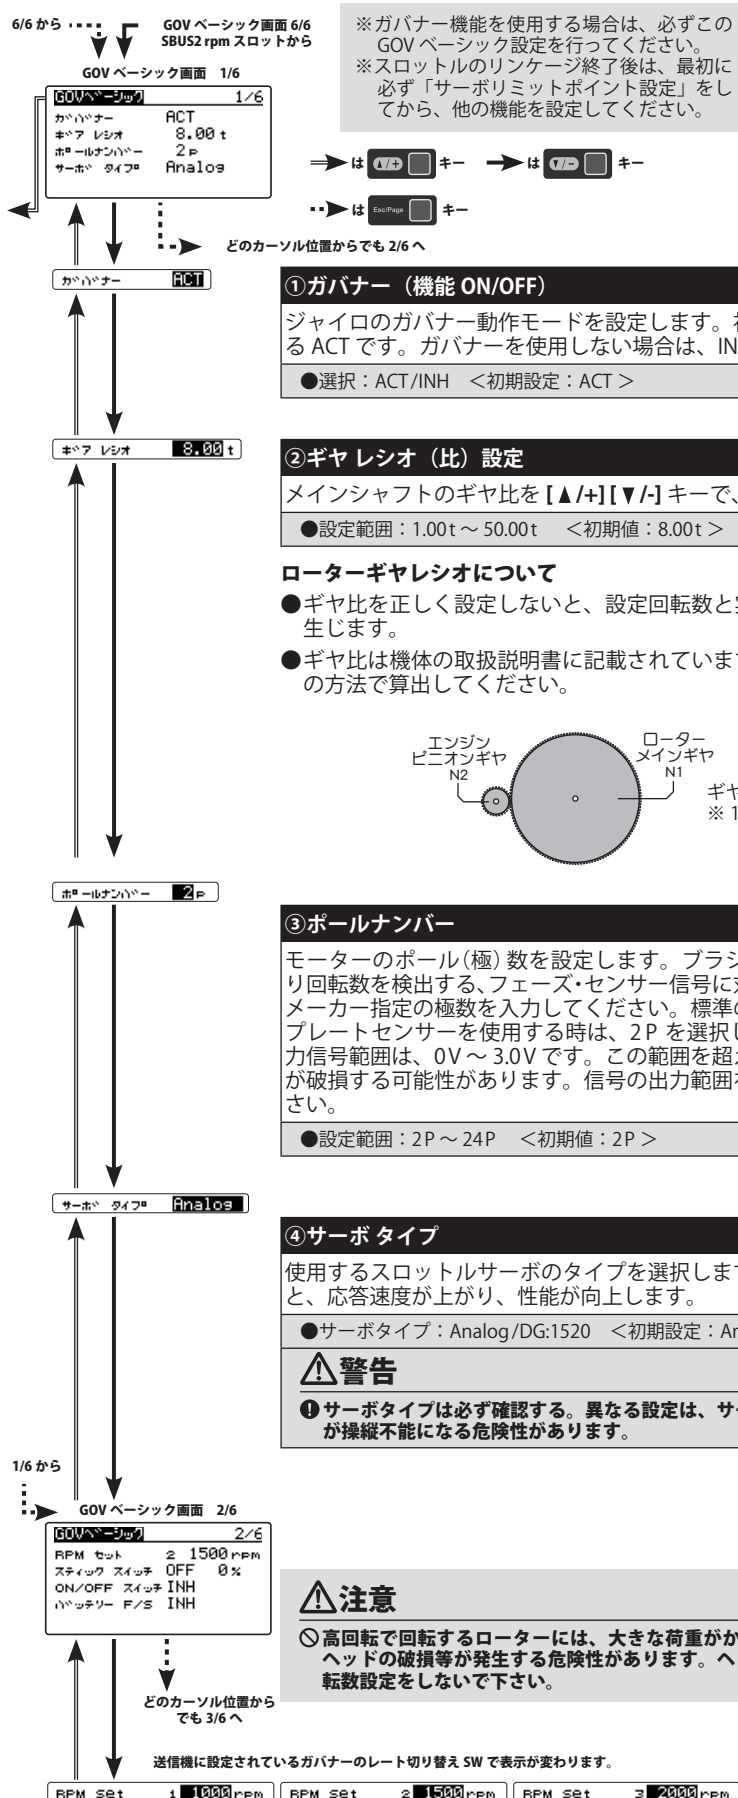 6/6 から
GOV ベーシック画面 6/6
SBUS2 rpm スロットから
※ガバナー機能を使用する場合は、必ずこの
GOV ベーシック設定を行ってください。
※スロットルのリンケージ終了後は、最初に
必ず「サーボリミットポイント設定」をし
てから、他の機能を設定してください。
GOV ベーシック画面 1/6
GOVベーシック 1/6
ガバナー ACT
ギア レシオ 8.00 t
ポールナンバー 2 P
サーボ タイプ Analog
は ▲/+ キー
は ▼/- キー
は Esc/Page キー
どのカーソル位置からでも 2/6 へ
ガバナー ACT
①ガバナー（機能 ON/OFF）
ジャイロのガバナー動作モードを設定します。
る ACT です。ガバナーを使用しない場合は、IN
●選択：ACT/INH ＜初期設定：ACT＞
ギア レシオ 8.00 t
②ギヤ レシオ（比）設定
メインシャフトのギヤ比を [▲/+] [▼/-] キーで、
●設定範囲：1.00 t ～ 50.00 t ＜初期値：8.00 t＞
ローターギヤレシオについて
●ギヤ比を正しく設定しないと、設定回転数と
生じます。
●ギヤ比は機体の取扱説明書に記載されています
の方法で算出してください。
エンジン
ピニオンギヤ
N2
ローター
メインギヤ
N1
ギヤ
※ 1
ポールナンバー 2 P
③ポールナンバー
モーターのポール（極）数を設定します。ブラシ
り回転数を検出する、フェーズ・センサー信号に
メーカー指定の極数を入力してください。標準の
プレートセンサーを使用する時は、2P を選択し
力信号範囲は、0V ～ 3.0V です。この範囲を超
が破損する可能性があります。信号の出力範囲
さい。
●設定範囲：2P ～ 24P ＜初期値：2P＞
サーボ タイプ Analog
④サーボ タイプ
使用するスロットルサーボのタイプを選択します
と、応答速度が上がり、性能が向上します。
●サーボタイプ：Analog/DG:1520 ＜初期設定：An
警告
サーボタイプは必ず確認する。異なる設定は、サー
が操縦不能になる危険性があります。
1/6 から
GOV ベーシック画面 2/6
GOVベーシック 2/6
RPM セット 2 1500 rpm
スティック スイッチ OFF 0%
ON/OFF スイッチ INH
バッテリー F/S INH
注意
高回転で回転するローターには、大きな荷重がか
ヘッドの破損等が発生する危険性があります。ヘ
転数設定をしないで下さい。
どのカーソル位置から
でも 3/6 へ
送信機に設定されているガバナーのレート切り替え SW で表示が変わります。
RPM Set 1 1000 rpm
RPM Set 2 1500 rpm
RPM Set 3 2000 rpm